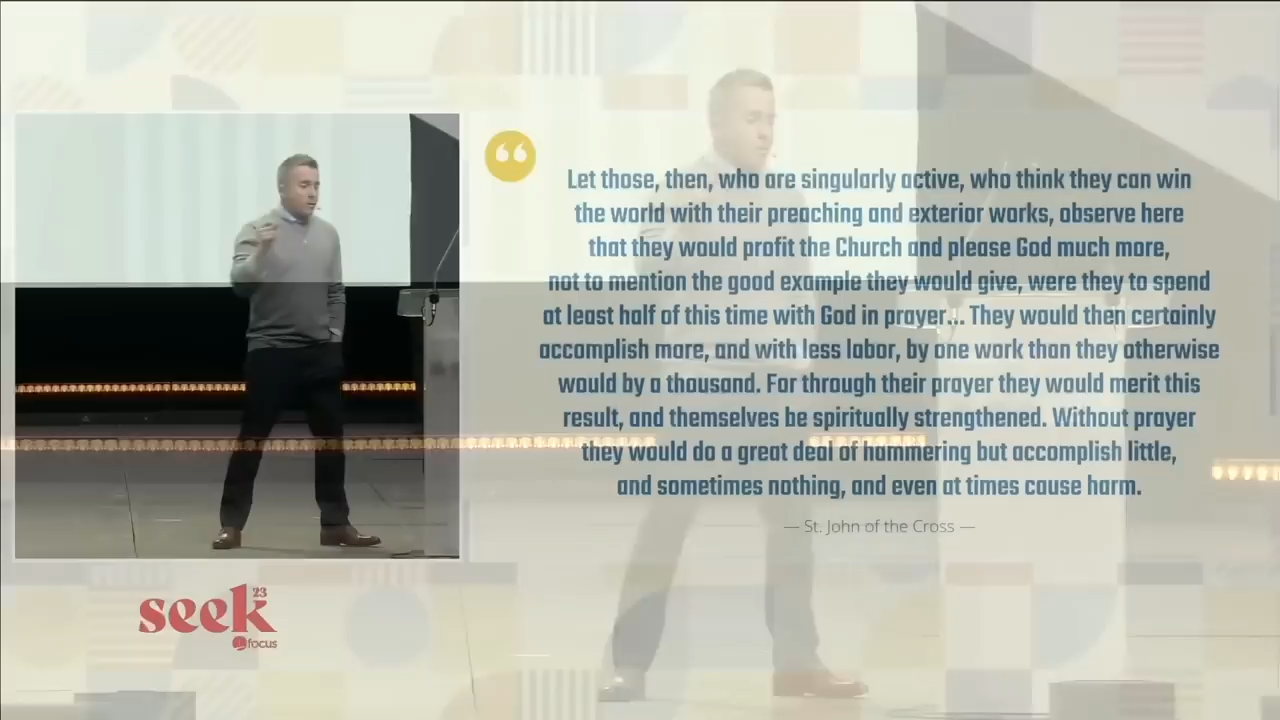 Let those, then, who are singularly active, who think they can win
the world with their preaching and exterior works, observe here
that they would profit the Church and please God much more,
not to mention the good example they would give, were they to spend
at least half of this time with God in prayer... They would then certainly
accomplish more, and with less labor, by one work than they otherwise
would by a thousand. For through their prayer they would merit this
result, and themselves be spiritually strengthened. Without prayer
they would do a great deal of hammering but accomplish little,
and sometimes nothing, and even at times cause harm.
— St. John of the Cross —
seek 23
focus